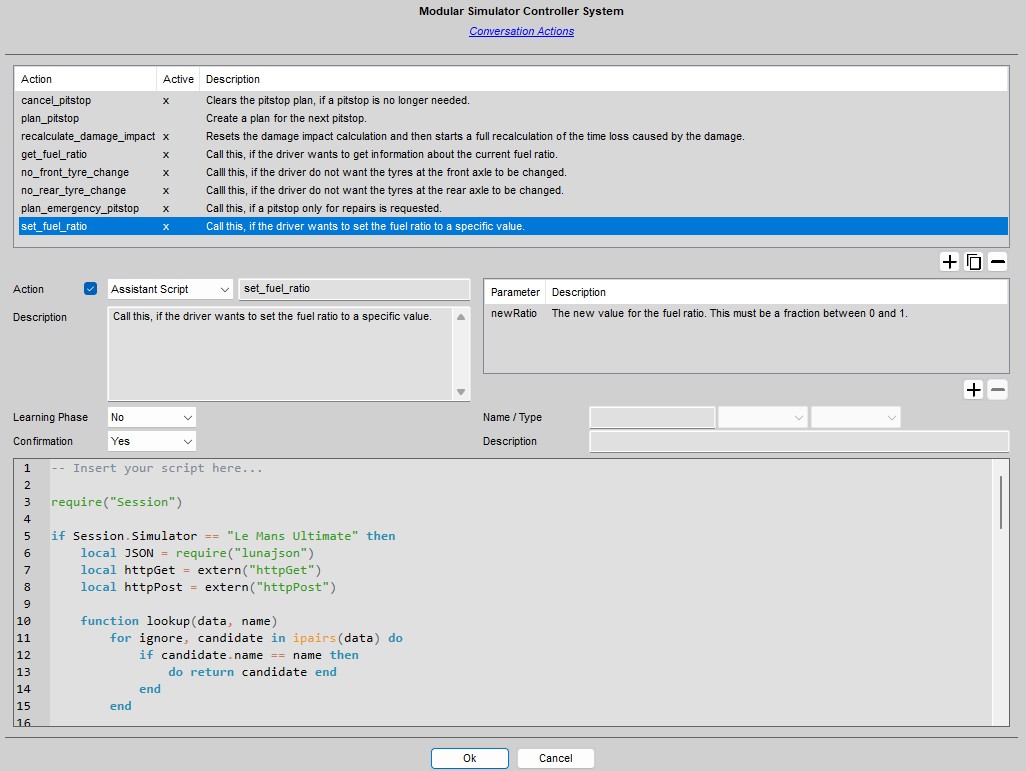 Modular Simulator Controller System
Conversation Actions
Action Active Description
cancel_pitstop x Clears the pitstop plan, if a pitstop is no longer needed.
plan_pitstop Create a plan for the next pitstop.
recalculate_damage_impact x Resets the damage impact calculation and then starts a full recalculation of the time loss caused by the damage.
get_fuel_ratio x Call this, if the driver wants to get information about the current fuel ratio.
no_front_tyre_change x Calll this, if the driver do not want the tyres at the front axle to be changed.
no_rear_tyre_change x Calll this, if the driver do not want the tyres at the rear axle to be changed.
plan_emergency_pitstop x Call this, if a pitstop only for repairs is requested.
set_fuel_ratio x Call this, if the driver wants to set the fuel ratio to a specific value.
Action Assistant Script set_fuel_ratio
Description Call this, if the driver wants to set the fuel ratio to a specific value.
Parameter Description
newRatio The new value for the fuel ratio. This must be a fraction between 0 and 1.
Learning Phase No
Confirmation Yes
Name / Type
Description
1 -- Insert your script here...
2
3 require("Session")
4
5 if Session.Simulator == "Le Mans Ultimate" then
6 local JSON = require("lunajson")
7 local httpGet = extern("httpGet")
8 local httpPost = extern("httpPost")
9
10 function lookup(data, name)
11 for ignore, candidate in ipairs(data) do
12 if candidate.name == name then
13 do return candidate end
14 end
15 end
16
Ok Cancel